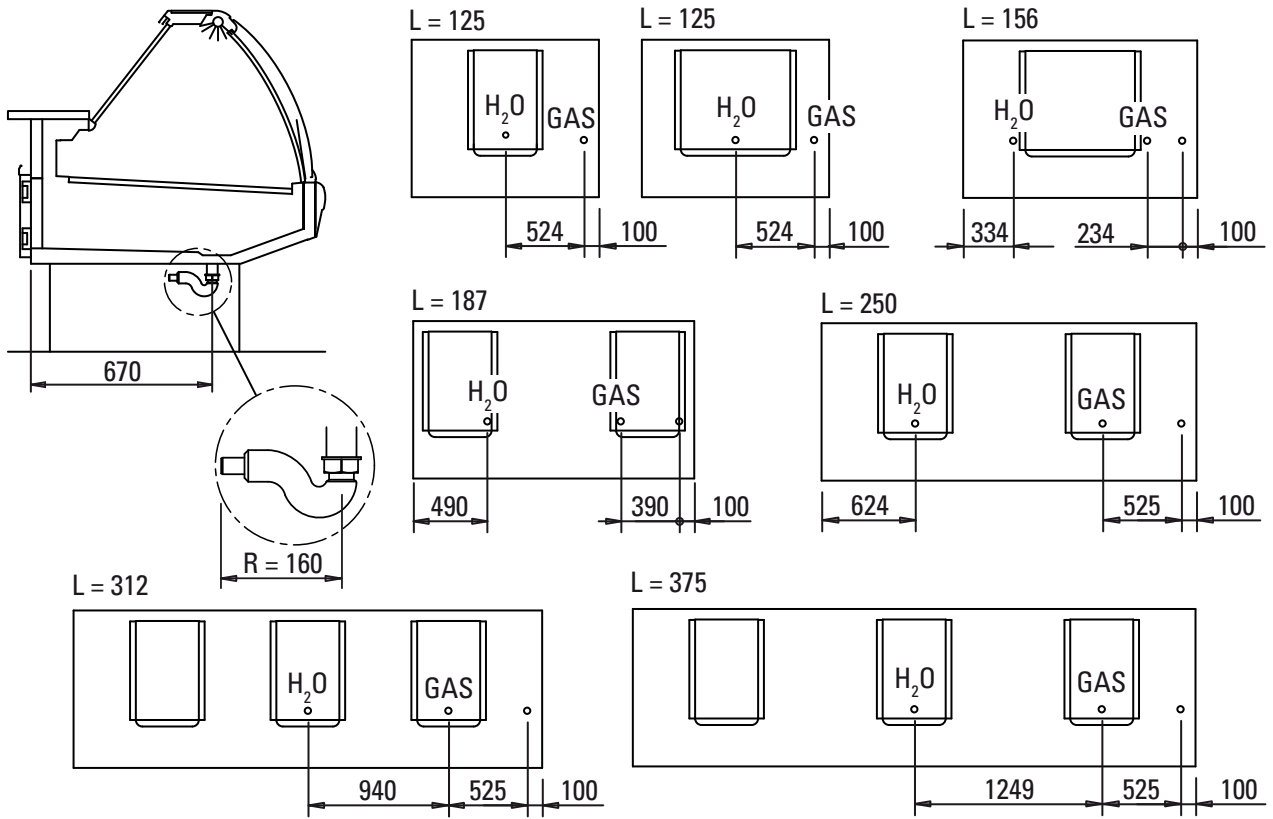 L = 125
L = 125
L = 156
H₂O
GAS
H₂O
GAS
H₂O
GAS
524
100
524
100
334
234
100
L = 187
L = 250
670
H₂O
GAS
H₂O
GAS
490
390
100
624
525
100
R = 160
L = 312
L = 375
H₂O
GAS
H₂O
GAS
940
525
100
1249
525
100